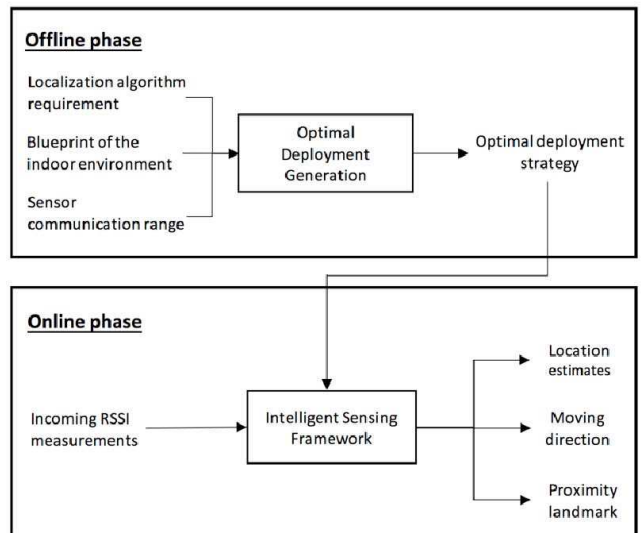 Offline phase
Localization algorithm
requirement
Blueprint of the
indoor environment
Sensor
communication range
Optimal
Deployment
Generation
Optimal deployment
strategy
Online phase
Incoming RSSI
measurements
Intelligent Sensing
Framework
Location
estimates
Moving
direction
Proximity
landmark